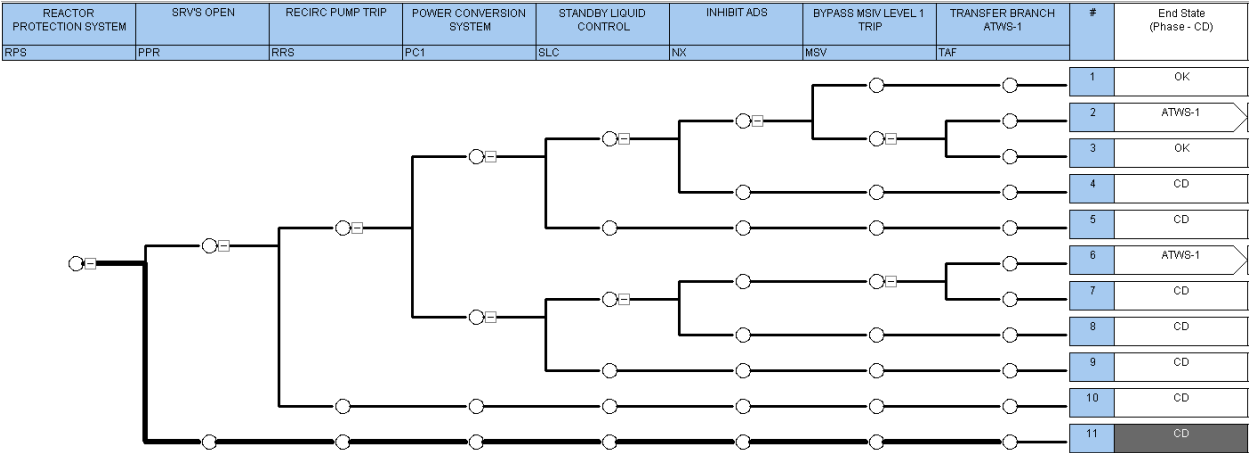 REACTOR
PROTECTION SYSTEM
SRV'S OPEN
RECIRC PUMP TRIP
POWER CONVERSION
SYSTEM
STANDBY LIQUID
CONTROL
INHIBIT ADS
BYPASS MSIV LEVEL 1
TRIP
TRANSFER BRANCH
ATWS-1
#
End State
(Phase - CD)
RPS
PPR
RRS
PC1
SLC
NX
MSV
TAF
1 OK
2 ATWS-1
3 OK
4 CD
5 CD
6 ATWS-1
7 CD
8 CD
9 CD
10 CD
11 CD